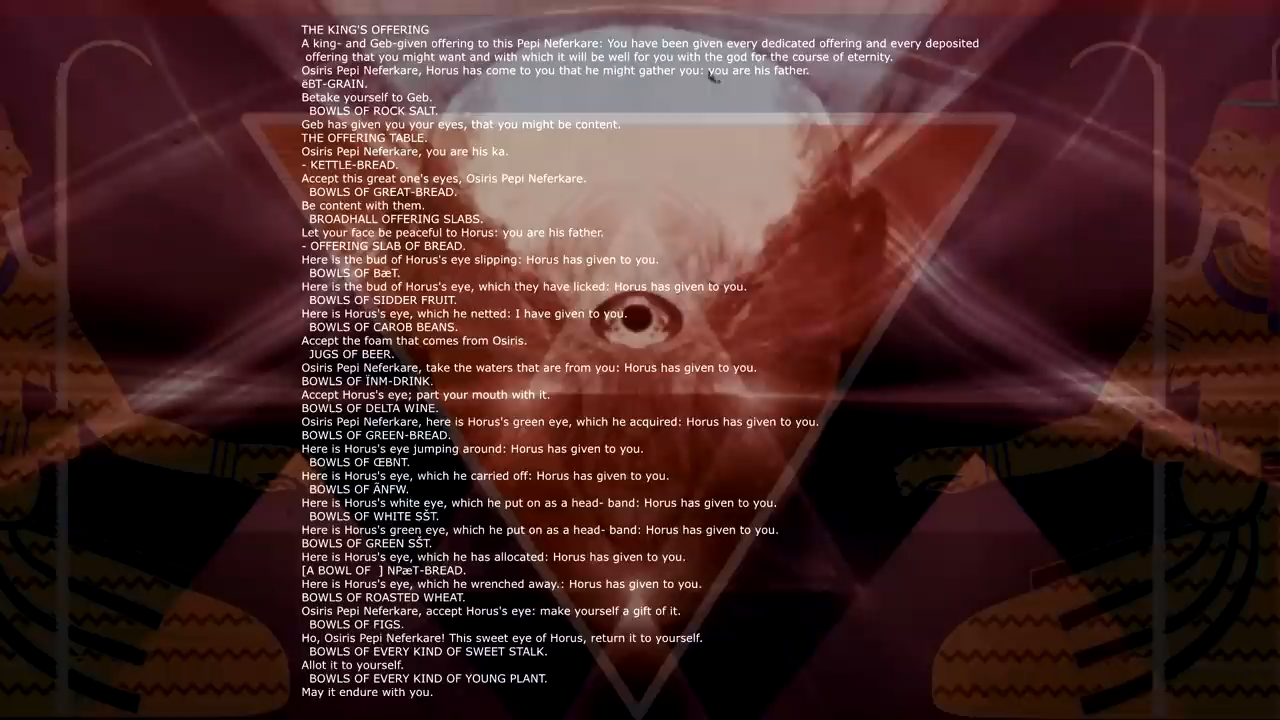 THE KING'S OFFERING
A king- and Geb-given offering to this Pepi Neferkare: You have been given every dedicated offering and every deposited
offering that you might want and with which it will be well for you with the god for the course of eternity.
Osiris Pepi Neferkare, Horus has come to you that he might gather you: you are his father.
ëBT-GRAIN.
Betake yourself to Geb.
BOWLS OF ROCK SALT.
Geb has given you your eyes, that you might be content.
THE OFFERING TABLE.
Osiris Pepi Neferkare, you are his ka.
- KETTLE-BREAD.
Accept this great one's eyes, Osiris Pepi Neferkare.
BOWLS OF GREAT-BREAD.
Be content with them.
BROADHALL OFFERING SLABS.
Let your face be peaceful to Horus: you are his father.
- OFFERING SLAB OF BREAD.
Here is the bud of Horus's eye slipping: Horus has given to you.
BOWLS OF BæT.
Here is the bud of Horus's eye, which they have licked: Horus has given to you.
BOWLS OF SIDDER FRUIT.
Here is Horus's eye, which he netted: I have given to you.
BOWLS OF CAROB BEANS.
Accept the foam that comes from Osiris.
JUGS OF BEER.
Osiris Pepi Neferkare, take the waters that are from you: Horus has given to you.
BOWLS OF ÏNM-DRINK.
Accept Horus's eye; part your mouth with it.
BOWLS OF DELTA WINE.
Osiris Pepi Neferkare, here is Horus's green eye, which he acquired: Horus has given to you.
BOWLS OF GREEN-BREAD.
Here is Horus's eye jumping around: Horus has given to you.
BOWLS OF ŒBNT.
Here is Horus's eye, which he carried off: Horus has given to you.
BOWLS OF ÃNFW.
Here is Horus's white eye, which he put on as a head- band: Horus has given to you.
BOWLS OF WHITE SŠT.
Here is Horus's green eye, which he put on as a head- band: Horus has given to you.
BOWLS OF GREEN SŠT.
Here is Horus's eye, which he has allocated: Horus has given to you.
[A BOWL OF  ] NPæT-BREAD.
Here is Horus's eye, which he wrenched away.: Horus has given to you.
BOWLS OF ROASTED WHEAT.
Osiris Pepi Neferkare, accept Horus's eye: make yourself a gift of it.
BOWLS OF FIGS.
Ho, Osiris Pepi Neferkare! This sweet eye of Horus, return it to yourself.
BOWLS OF EVERY KIND OF SWEET STALK.
Allot it to yourself.
BOWLS OF EVERY KIND OF YOUNG PLANT.
May it endure with you.